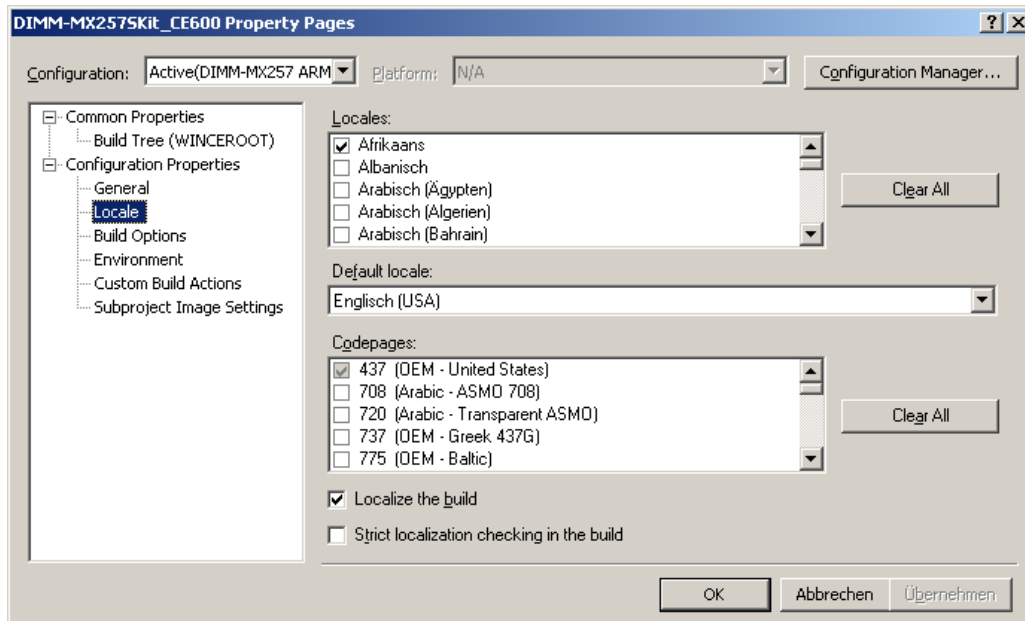 DIMM-MX257SKit_CE600 Property Pages
Configuration: Active(DIMM-MX257 ARM Platform: N/A Configuration Manager...
Common Properties
Build Tree (WINCEROOT)
Configuration Properties
General
Locale
Build Options
Environment
Custom Build Actions
Subproject Image Settings
Locales:
Afrikaans
Albanisch
Arabisch (Ägypten)
Arabisch (Algerien)
Arabisch (Bahrain)
Clear All
Default locale:
Englisch (USA)
Codepages:
437 (OEM - United States)
708 (Arabic - ASMO 708)
720 (Arabic - Transparent ASMO)
737 (OEM - Greek 437G)
775 (OEM - Baltic)
Clear All
Localize the build
Strict localization checking in the build
OK Abbrechen Übernehmen